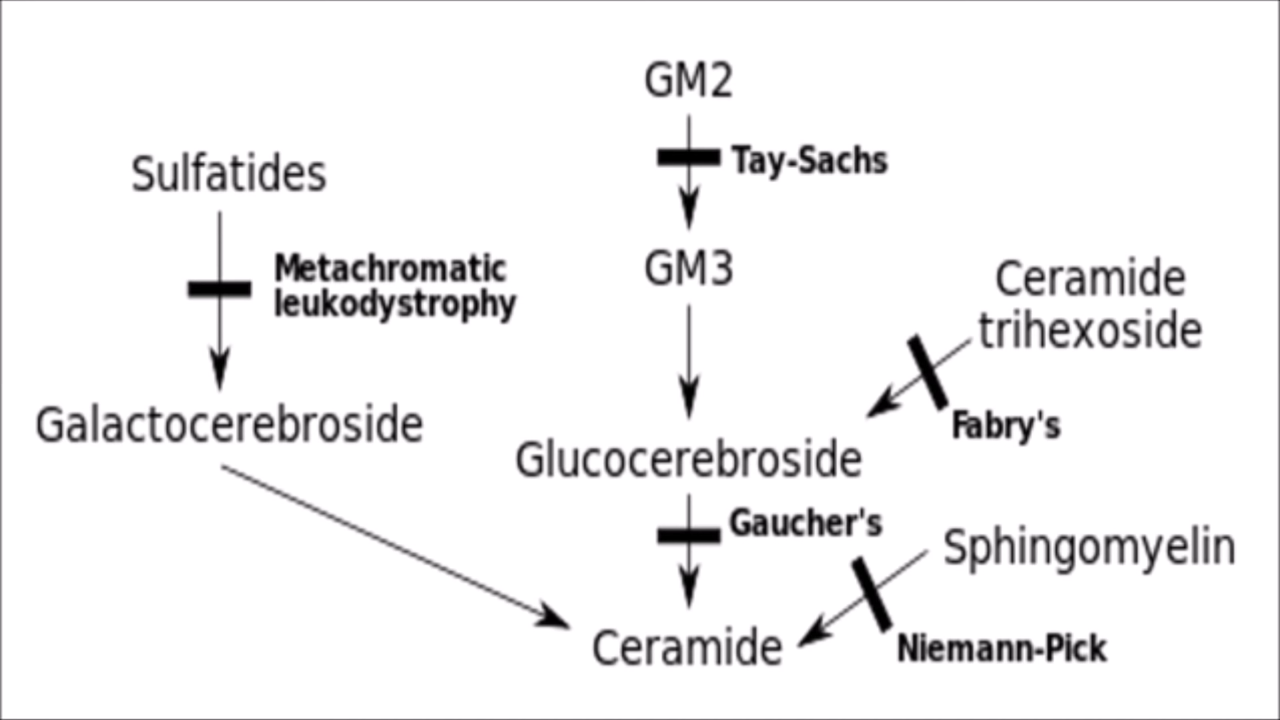 GM2
Tay-Sachs
Sulfatides
Metachromatic
leukodystrophy
GM3
Ceramide
trihexoside
Fabry's
Galactocerebroside
Glucocerebroside
Gaucher's
Sphingomyelin
Niemann-Pick
Ceramide